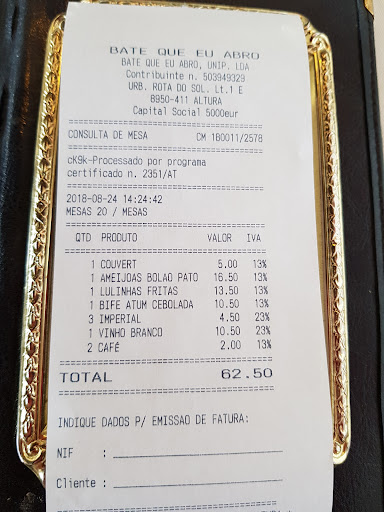 BATE QUE EU ABRO
BATE QUE EU ABRO, UNIP. LDA
Contribuinte n. 503949329
URB. ROTA DO SOL. Lt.1 E
8950-411 ALTURA
Capital Social 5000eur
CONSULTA DE MESA CM 1B0011/2578
cK9k-Processado por programa
certificado n. 2351/AT
2018-08-24 14:24:42
MESAS 20 / MESAS
QTD PRODUTO VALOR IVA
1 COUVERT 5.00 13%
1 AMEIJOAS BOLAO PATO 16.50 13%
1 LULINHAS FRITAS 13.50 13%
1 BIFE ATUM CEBOLADA 10.50 13%
3 IMPERIAL 4.50 23%
1 VINHO BRANCO 10.50 23%
2 CAFÉ 2.00 13%
TOTAL 62.50
INDIQUE DADOS P/ EMISSAO DE FATURA:
NIF :
Cliente :